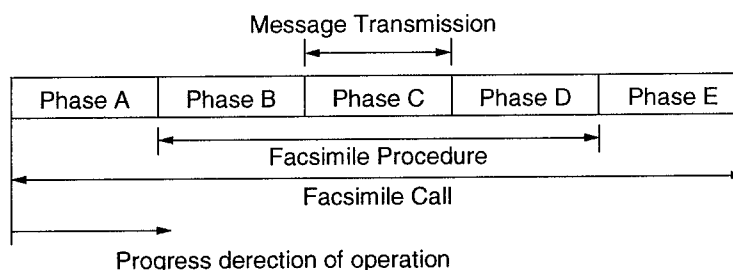 Message Transmission
Phase A Phase B Phase C Phase D Phase E
Facsimile Procedure
Facsimile Call
Progress derection of operation